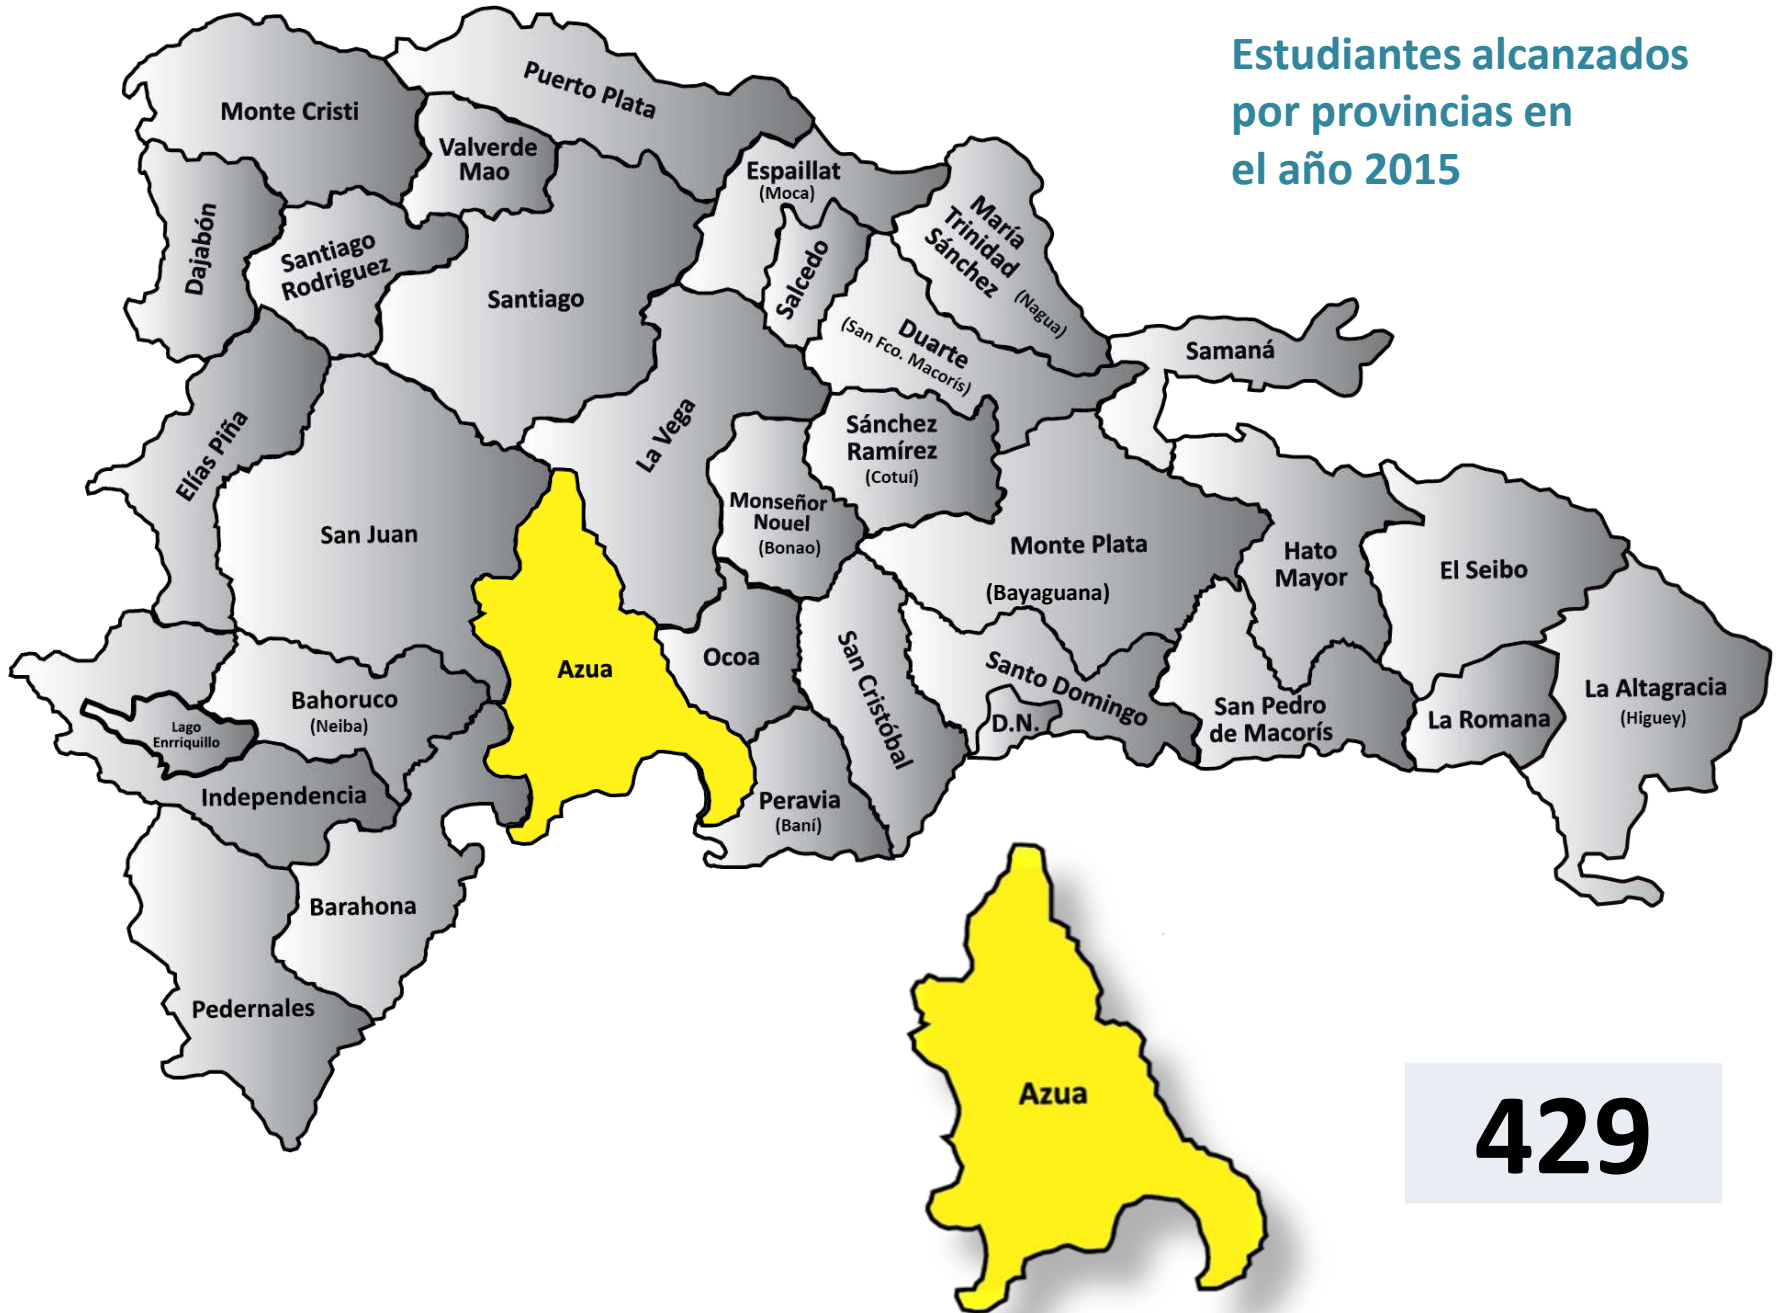 Estudiantes alcanzados
por provincias en
el año 2015
Monte Cristi
Puerto Plata
Valverde
Mao
Espaillat
(Moca)
María
Trinidad
Sánchez
(Nagua)
Dajabón
Santiago
Rodriguez
Santiago
Salcedo
Duarte
(San Fco. Macorís)
Samaná
Elías Piña
La Vega
Sánchez
Ramírez
(Cotuí)
San Juan
Monseñor
Nouel
(Bonao)
Monte Plata
(Bayaguana)
Hato
Mayor
El Seibo
Azua
Ocoa
San Cristóbal
Santo Domingo
D.N.
San Pedro
de Macorís
La Romana
La Altagracia
(Higuey)
Bahoruco
(Neiba)
Lago
Enrriquillo
Independencia
Peravia
(Baní)
Barahona
Pedernales
Azua
429